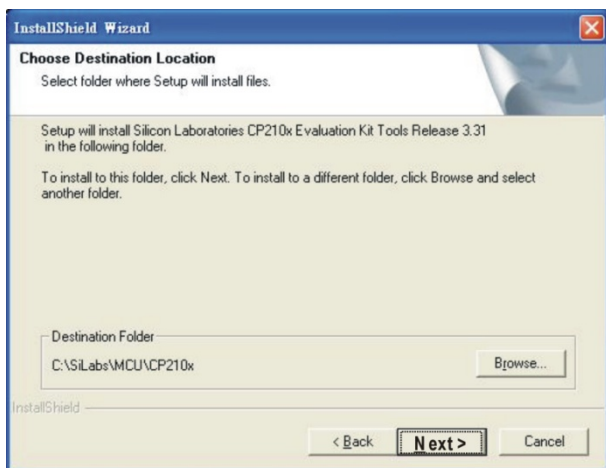 InstallShield Wizard
Choose Destination Location
Select folder where Setup will install files.
Setup will install Silicon Laboratories CP210x Evaluation Kit Tools Release 3.31
in the following folder.
To install to this folder, click Next. To install to a different folder, click Browse and select
another folder.
Destination Folder
C:\SiLabs\MCU\CP210x
Browse...
InstallShield
< Back
Next >
Cancel